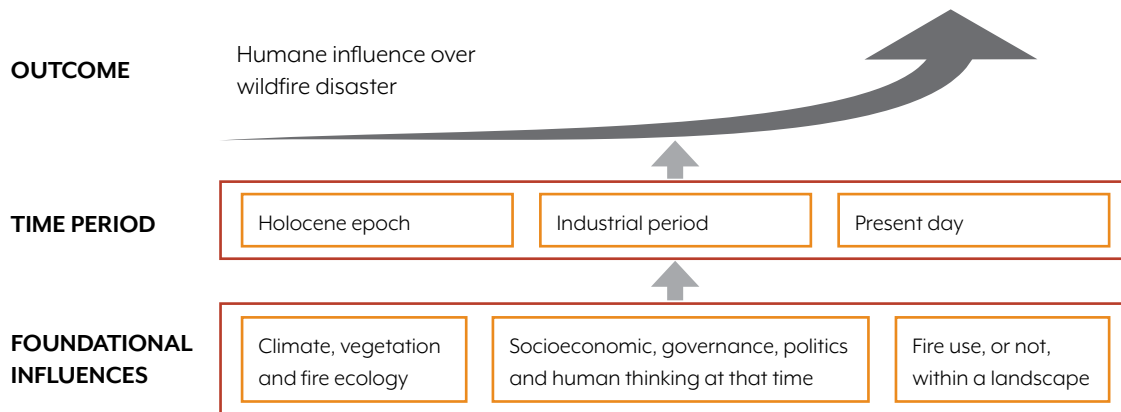 OUTCOME
Humane influence over
wildfire disaster
TIME PERIOD
Holocene epoch
Industrial period
Present day
FOUNDATIONAL
INFLUENCES
Climate, vegetation
and fire ecology
Socioeconomic, governance, politics
and human thinking at that time
Fire use, or not,
within a landscape